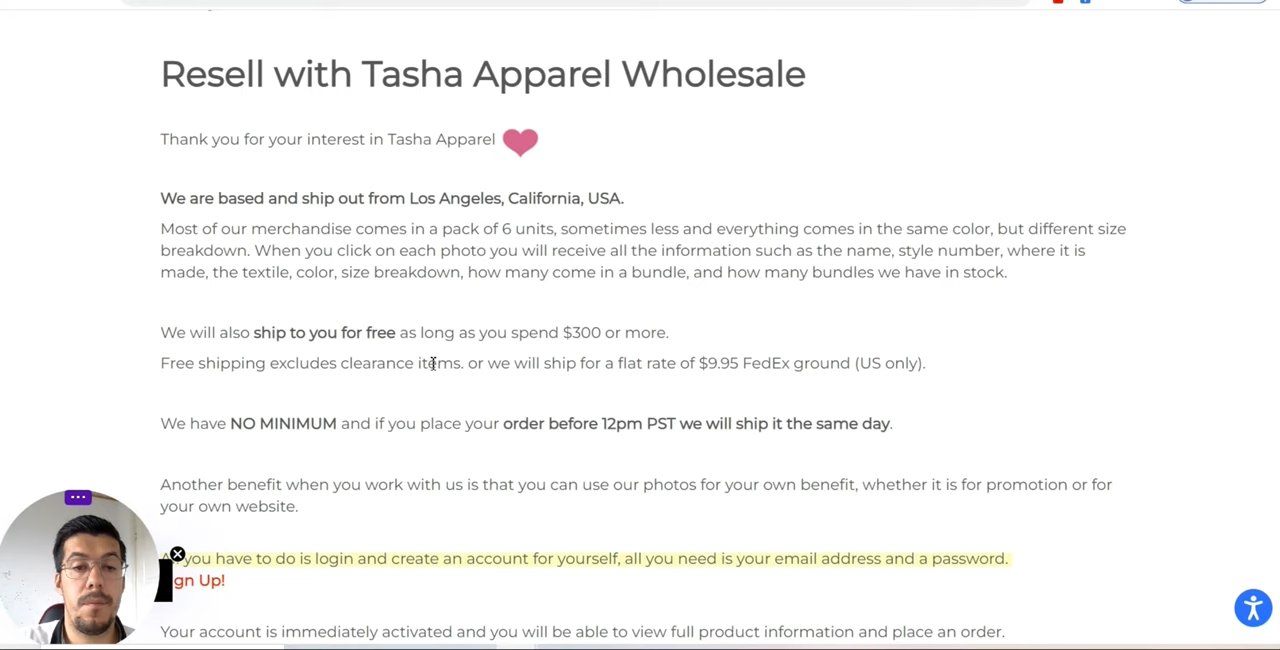 Resell with Tasha Apparel Wholesale
Thank you for your interest in Tasha Apparel
We are based and ship out from Los Angeles, California, USA.
Most of our merchandise comes in a pack of 6 units, sometimes less and everything comes in the same color, but different size
breakdown. When you click on each photo you will receive all the information such as the name, style number, where it is
made, the textile, color, size breakdown, how many come in a bundle, and how many bundles we have in stock.
We will also ship to you for free as long as you spend $300 or more.
Free shipping excludes clearance items. or we will ship for a flat rate of $9.95 FedEx ground (US only).
We have NO MINIMUM and if you place your order before 12pm PST we will ship it the same day.
Another benefit when you work with us is that you can use our photos for your own benefit, whether it is for promotion or for
your own website.
you have to do is login and create an account for yourself, all you need is your email address and a password.
gn Up!
Your account is immediately activated and you will be able to view full product information and place an order.